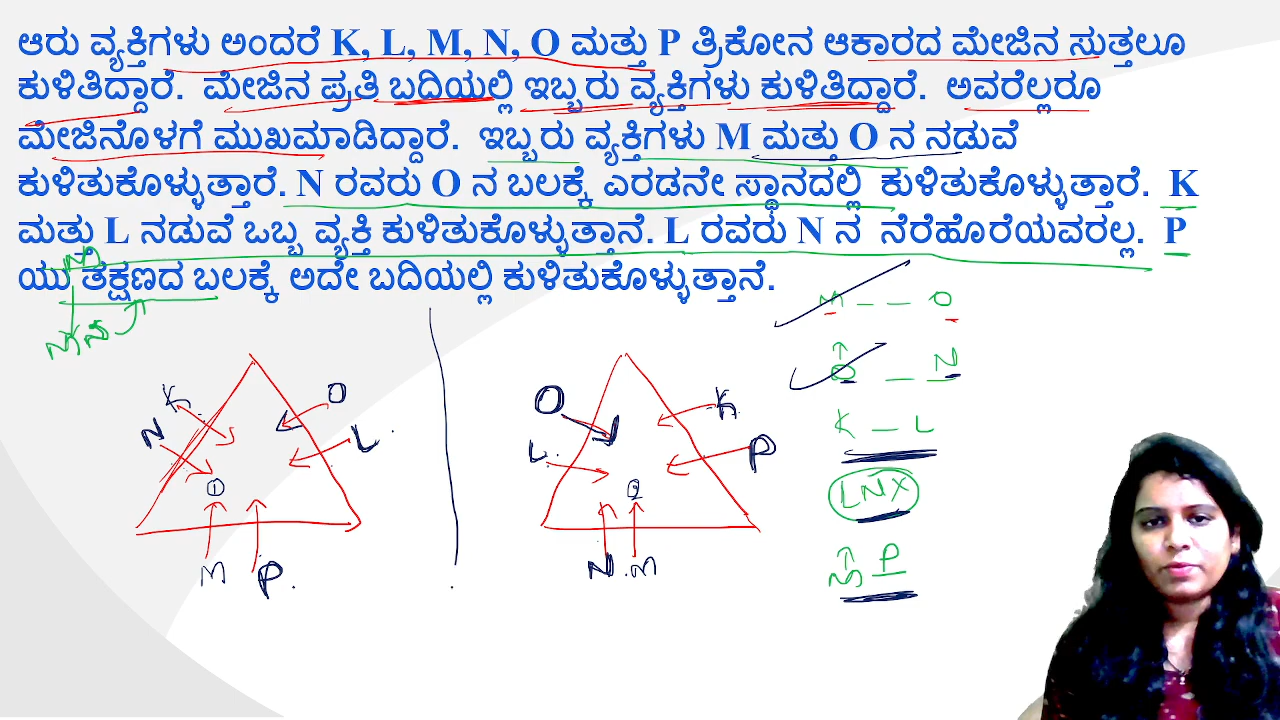 ಆರು ವ್ಯಕ್ತಿಗಳು ಅಂದರೆ K, L, M, N, O ಮತ್ತು P ತ್ರಿಕೋನ ಆಕಾರದ ಮೇಜಿನ ಸುತ್ತಲೂ
ಕುಳಿತಿದ್ದಾರೆ. ಮೇಜಿನ ಪ್ರತಿ ಬದಿಯಲ್ಲಿ ಇಬ್ಬರು ವ್ಯಕ್ತಿಗಳು ಕುಳಿತಿದ್ದಾರೆ. ಅವರೆಲ್ಲರೂ
ಮೇಜಿನೊಳಗೆ ಮುಖಮಾಡಿದ್ದಾರೆ. ಇಬ್ಬರು ವ್ಯಕ್ತಿಗಳು M ಮತ್ತು O ನ ನಡುವೆ
ಕುಳಿತುಕೊಳ್ಳುತ್ತಾರೆ. N ರವರು O ನ ಬಲಕ್ಕೆ ಎರಡನೇ ಸ್ಥಾನದಲ್ಲಿ ಕುಳಿತುಕೊಳ್ಳುತ್ತಾರೆ. K
ಮತ್ತು L ನಡುವೆ ಒಬ್ಬ ವ್ಯಕ್ತಿ ಕುಳಿತುಕೊಳ್ಳುತ್ತಾನೆ. L ರವರು N ನ ನೆರೆಹೊರೆಯವರಲ್ಲ. P
ಯು ತಕ್ಷಣದ ಬಲಕ್ಕೆ ಅದೇ ಬದಿಯಲ್ಲಿ ಕುಳಿತುಕೊಳ್ಳುತ್ತಾನೆ.
M _ _ O
O _ N
K _ L
LNX
M P
K O
N L
1
M P
O K
L P
2
N M